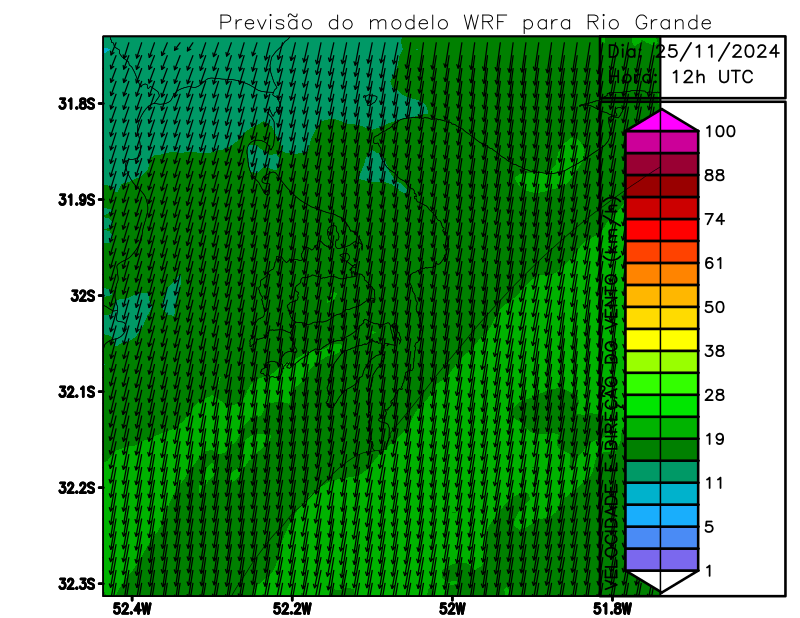 Previsão do modelo WRF para Rio Grande
Dia: 25/11/2024
Hora: 12h UTC
31.8S
31.9S
32S
32.1S
32.2S
32.3S
52.4W
52.2W
52W
51.8W
VELOCIDADE E DIREÇÃO DO VENTO (km/h)
100
88
74
61
50
38
28
19
11
5
1